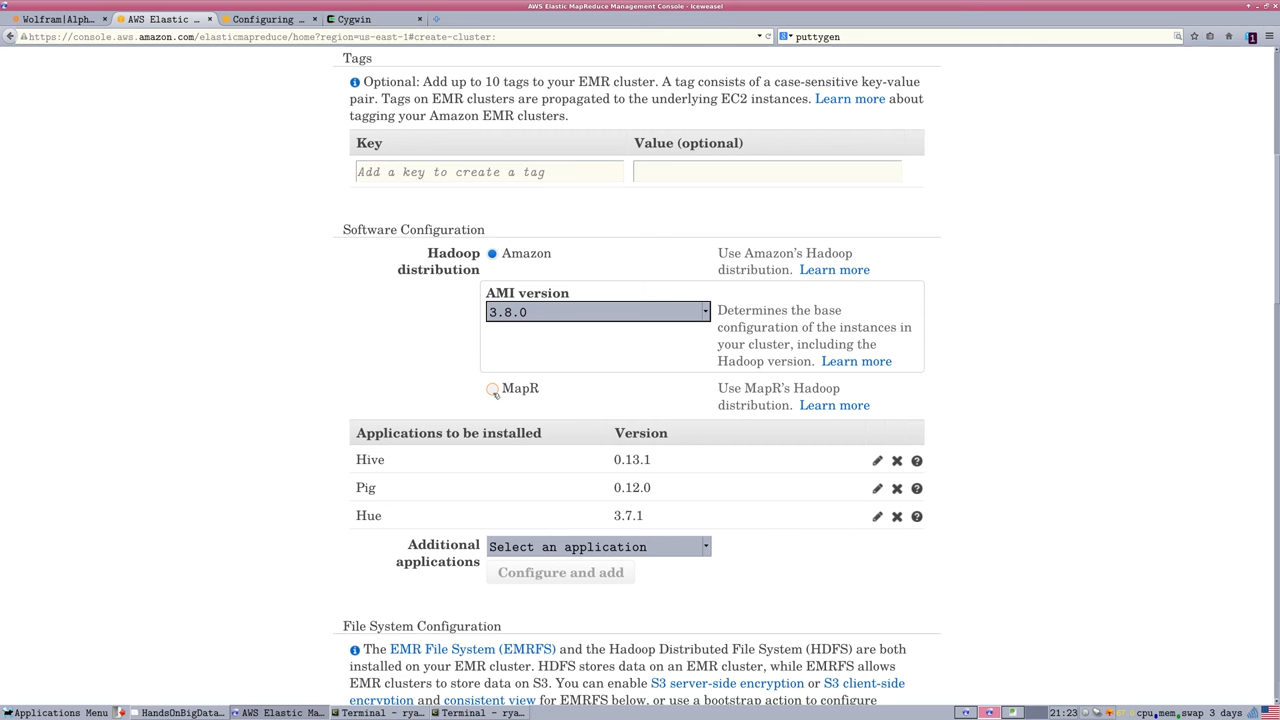 AWS Elastic MapReduce Management Console - Iceweasel
Wolfram|Alph... × AWS Elastic ... × Configuring ... × Cygwin ×
https://console.aws.amazon.com/elasticmapreduce/home?region=us-east-1#create-cluster: puttygen 1
Tags
Optional: Add up to 10 tags to your EMR cluster. A tag consists of a case-sensitive key-value
pair. Tags on EMR clusters are propagated to the underlying EC2 instances. Learn more about
tagging your Amazon EMR clusters.
Key Value (optional)
Add a key to create a tag
Software Configuration
Hadoop Amazon Use Amazon's Hadoop
distribution distribution. Learn more
AMI version
3.8.0 Determines the base
configuration of the instances in
your cluster, including the
Hadoop version. Learn more
MapR Use MapR's Hadoop
distribution. Learn more
Applications to be installed Version
Hive 0.13.1
Pig 0.12.0
Hue 3.7.1
Additional Select an application
applications
Configure and add
File System Configuration
The EMR File System (EMRFS) and the Hadoop Distributed File System (HDFS) are both
installed on your EMR cluster. HDFS stores data on an EMR cluster, while EMRFS allows
EMR clusters to store data on S3. You can enable S3 server-side encryption or S3 client-side
encryption and consistent view for EMRFS below, or use a bootstrap action to configure
Applications Menu HandsOnBigData... AWS Elastic Ma... Terminal - rya... Terminal - rya... 21:23 cpu mem swap 3 days